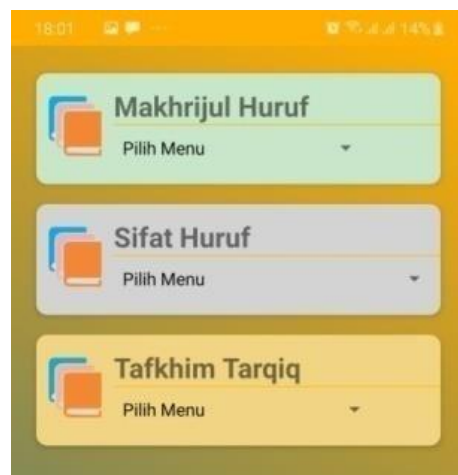 18:01
14%
Makhrijul Huruf
Pilih Menu
Sifat Huruf
Pilih Menu
Tafkhim Tarqiq
Pilih Menu